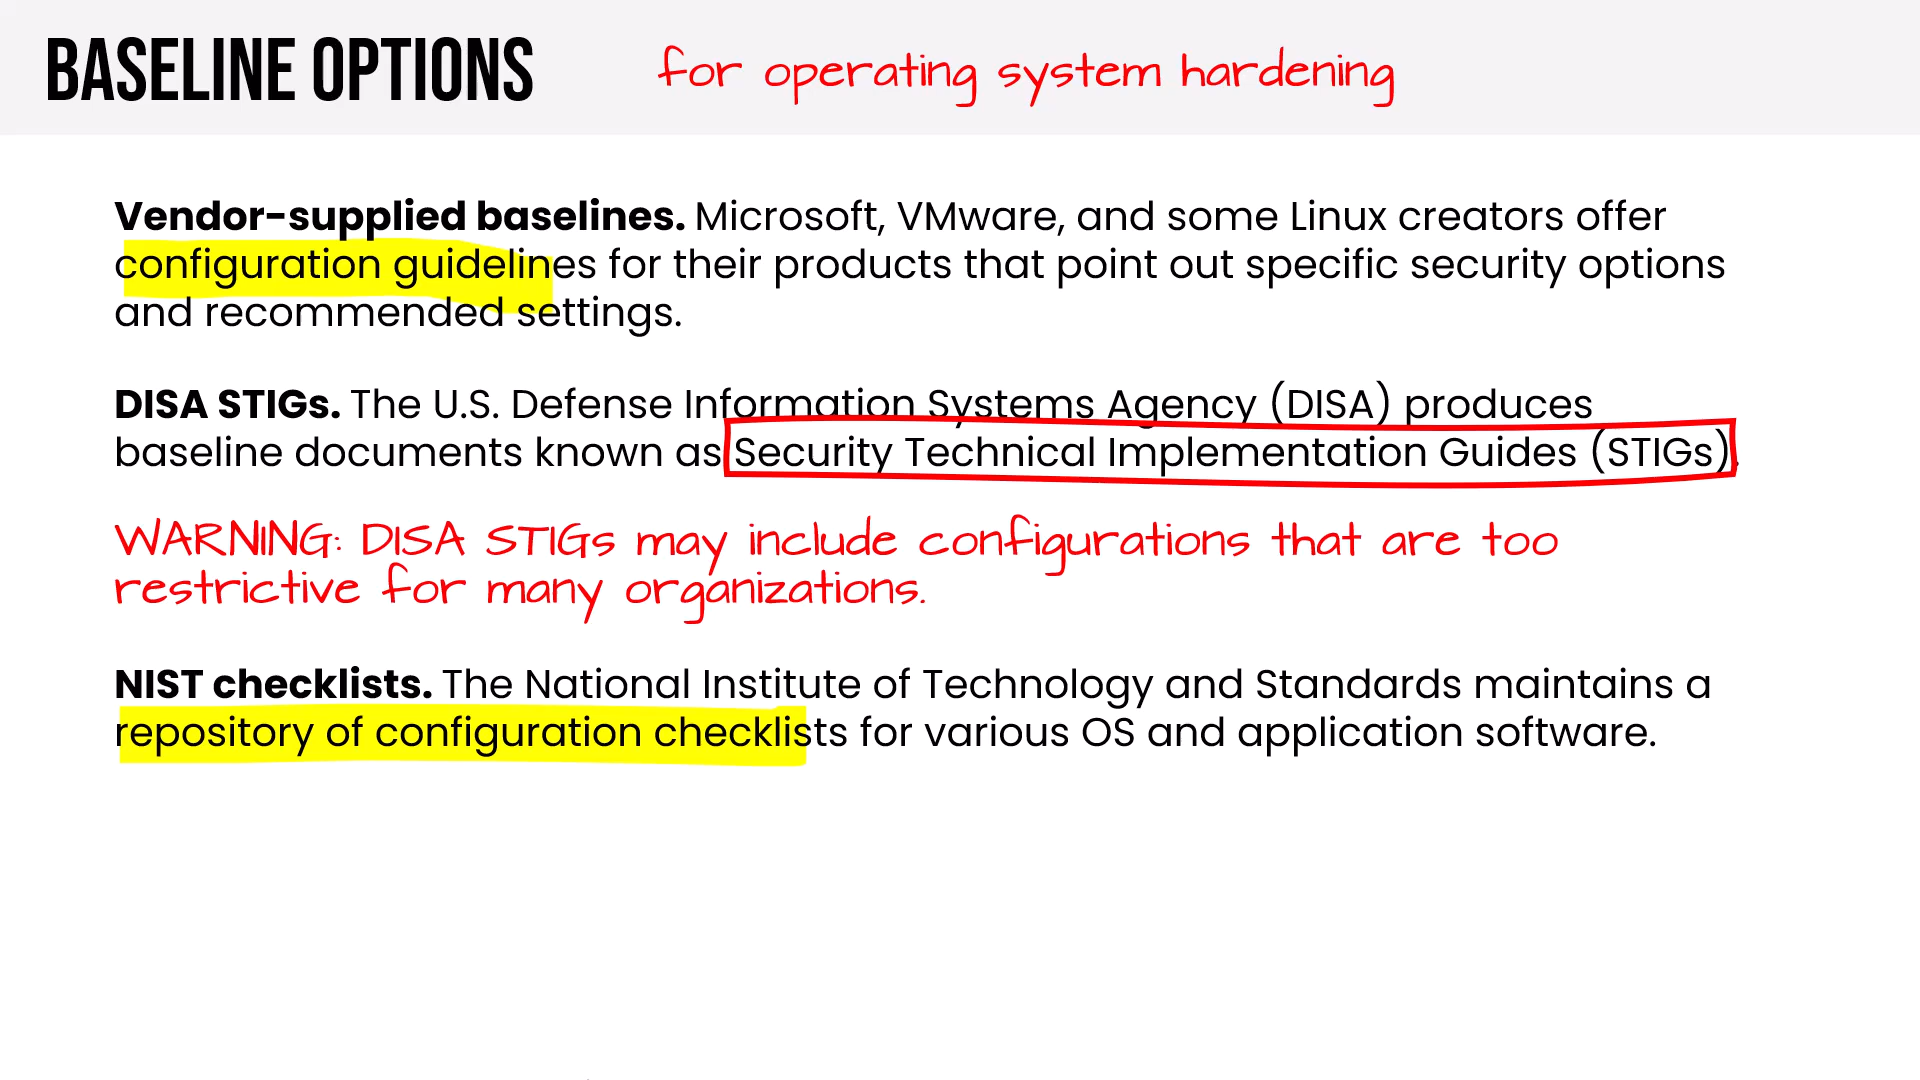 BASELINE OPTIONS for operating system hardening
Vendor-supplied baselines. Microsoft, VMware, and some Linux creators offer
configuration guidelines for their products that point out specific security options
and recommended settings.
DISA STIGs. The U.S. Defense Information Systems Agency (DISA) produces
baseline documents known as Security Technical Implementation Guides (STIGs).
WARNING: DISA STIGs may include configurations that are too
restrictive for many organizations.
NIST checklists. The National Institute of Technology and Standards maintains a
repository of configuration checklists for various OS and application software.